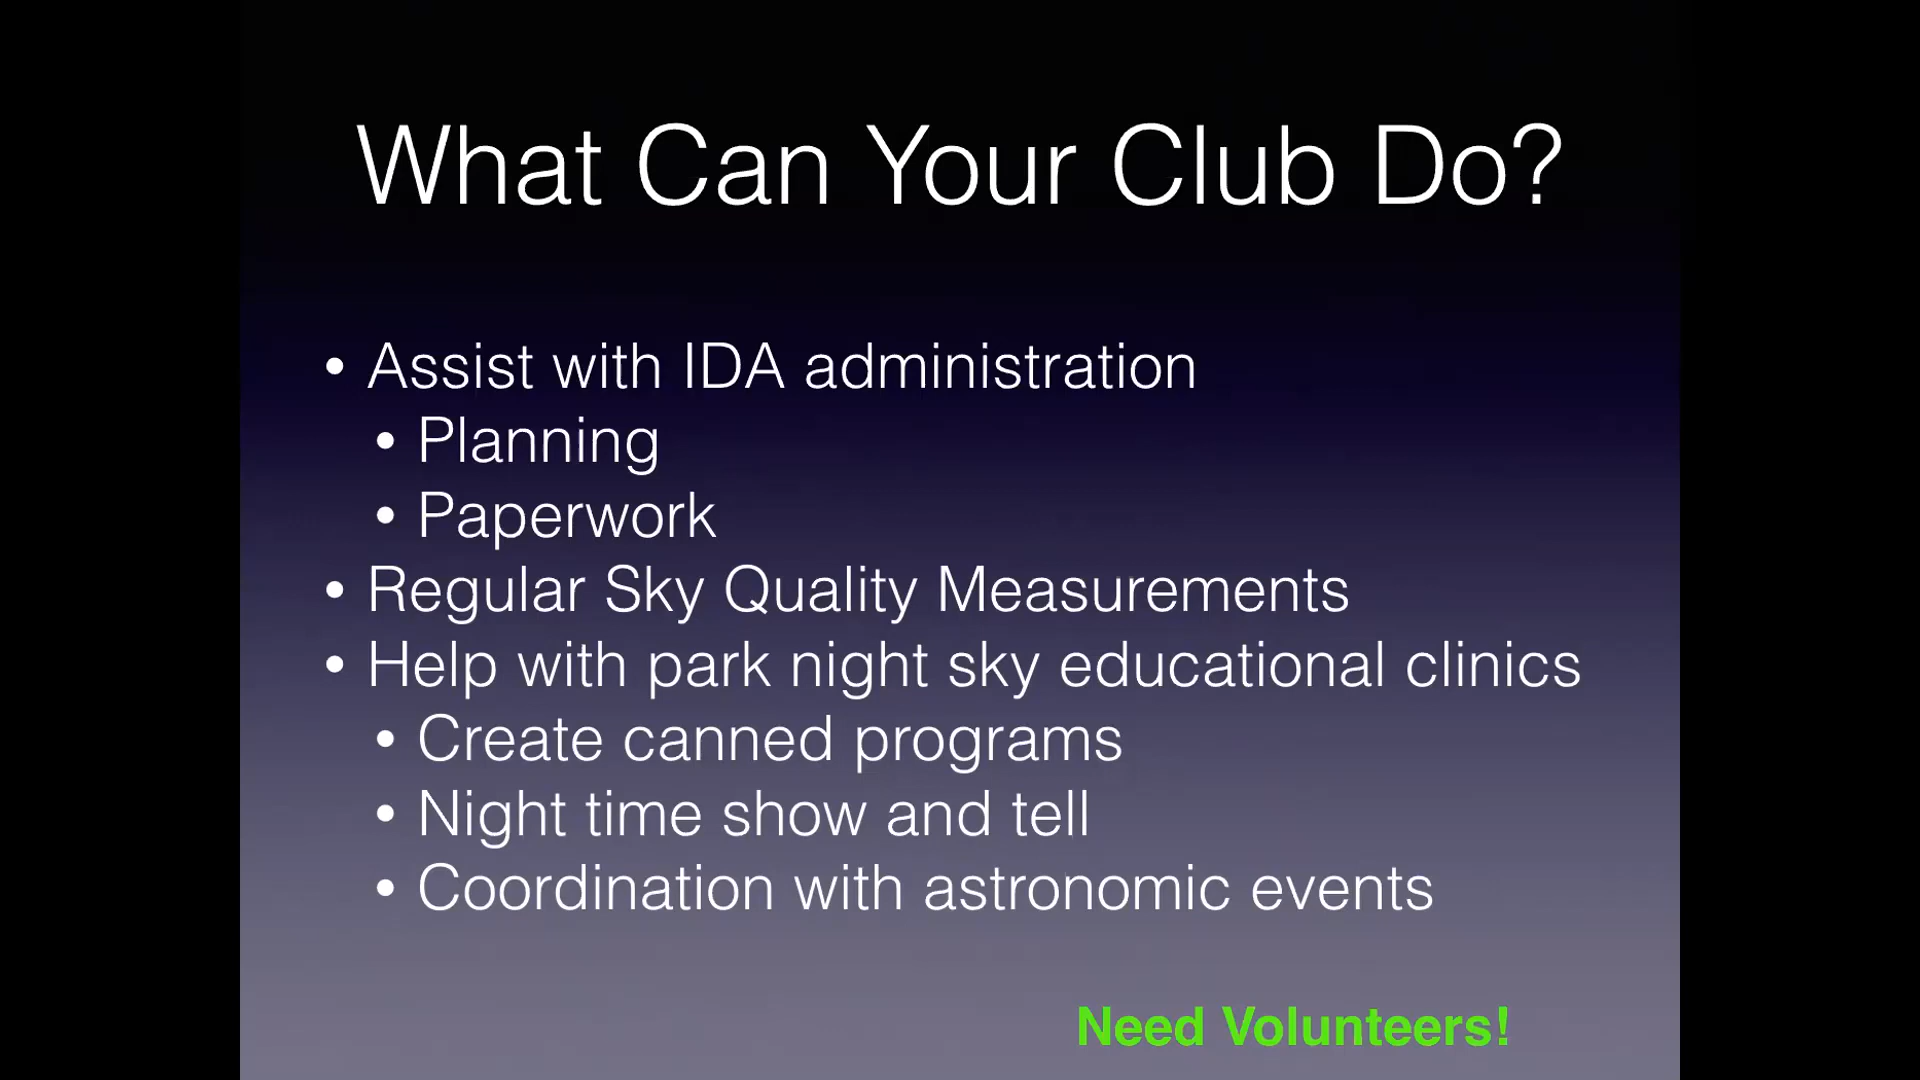 What Can Your Club Do?
• Assist with IDA administration
• Planning
• Paperwork
• Regular Sky Quality Measurements
• Help with park night sky educational clinics
• Create canned programs
• Night time show and tell
• Coordination with astronomic events
Need Volunteers!